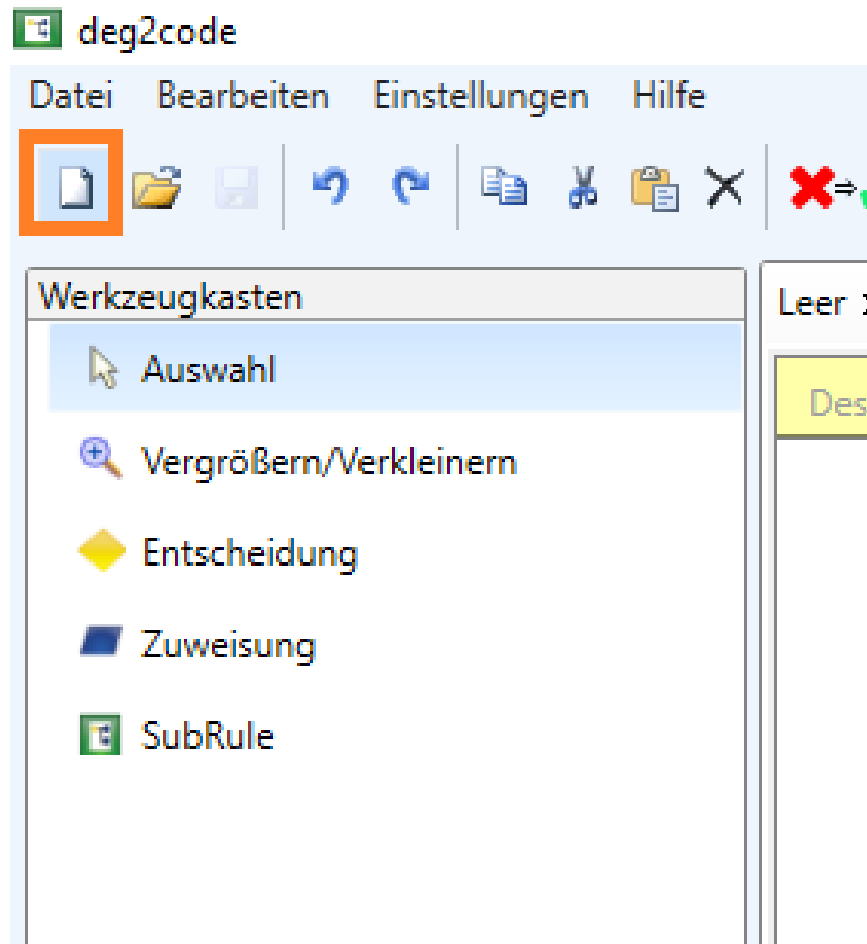 deg2code
Datei Bearbeiten Einstellungen Hilfe
Werkzeugkasten
Leer
Auswahl
Vergrößern/Verkleinern
Entscheidung
Zuweisung
SubRule